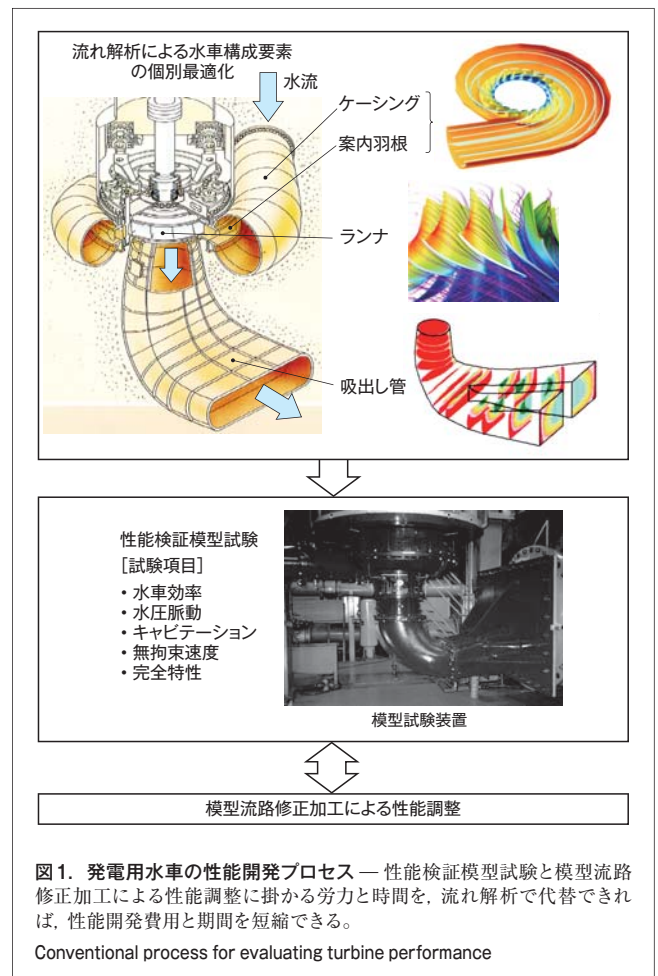 流れ解析による水車構成要素
の個別最適化
水流
ケーシング
案内羽根
ランナ
吸出し管
性能検証模型試験
[試験項目]
・水車効率
・水圧脈動
・キャビテーション
・無拘束速度
・完全特性
模型試験装置
模型流路修正加工による性能調整
図1. 発電用水車の性能開発プロセス — 性能検証模型試験と模型流路
修正加工による性能調整に掛かる労力と時間を，流れ解析で代替できれ
ば，性能開発費用と期間を短縮できる。
Conventional process for evaluating turbine performance